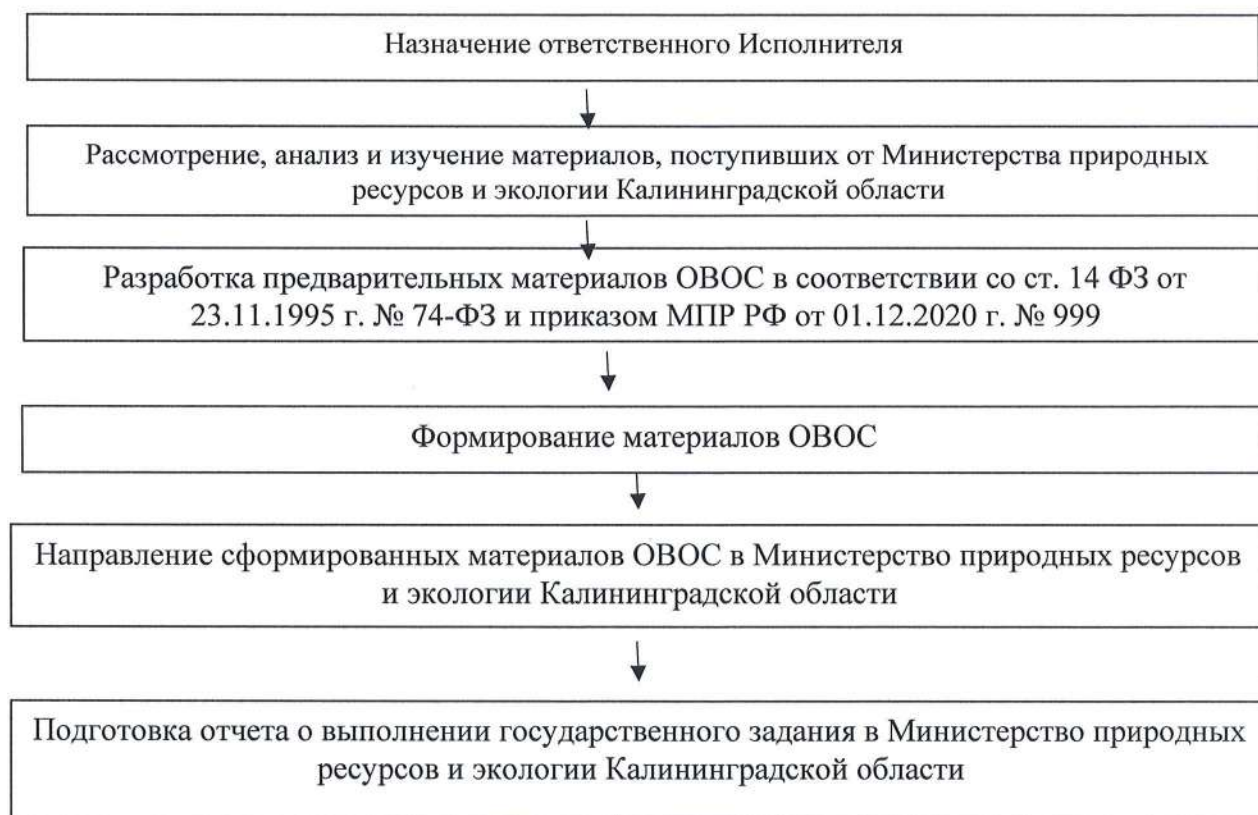 Назначение ответственного Исполнителя
Рассмотрение, анализ и изучение материалов, поступивших от Министерства природных
ресурсов и экологии Калининградской области
Разработка предварительных материалов ОВОС в соответствии со ст. 14 ФЗ от
23.11.1995 г. № 74-ФЗ и приказом МПР РФ от 01.12.2020 г. № 999
Формирование материалов ОВОС
Направление сформированных материалов ОВОС в Министерство природных ресурсов
и экологии Калининградской области
Подготовка отчета о выполнении государственного задания в Министерство природных
ресурсов и экологии Калининградской области